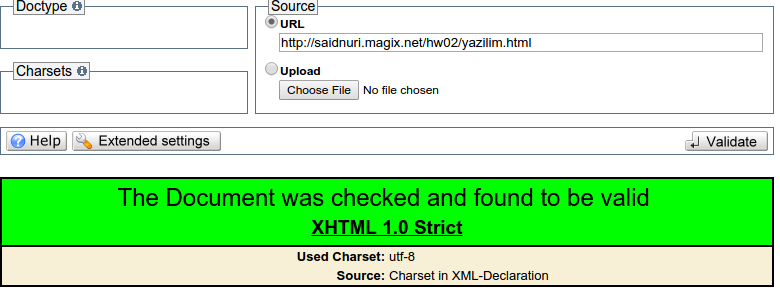 Doctype
Source
URL
http://saidnuri.magix.net/hw02/yazilim.html
Charsets
Upload
Choose File No file chosen
Help Extended settings Validate
The Document was checked and found to be valid
XHTML 1.0 Strict
Used Charset: utf-8
Source: Charset in XML-Declaration